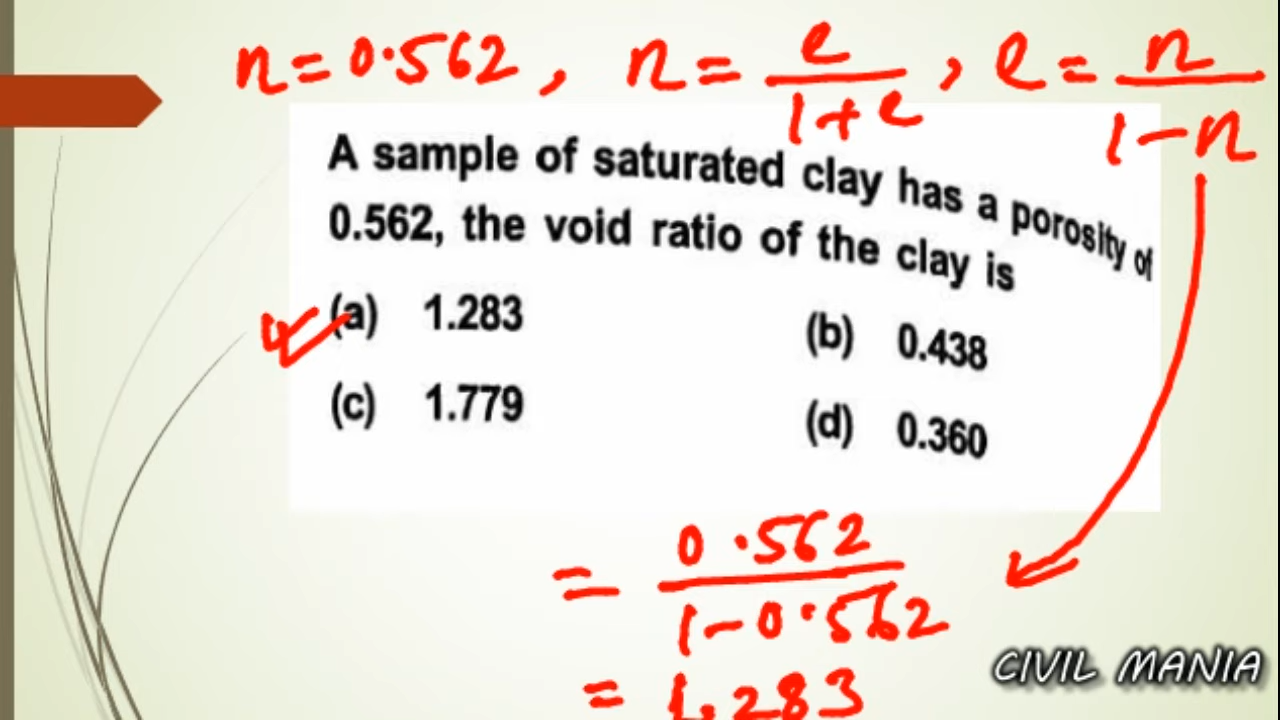 n = 0.562, n = e/1+e, e = n/1-n
A sample of saturated clay has a porosity of
0.562, the void ratio of the clay is
(a) 1.283 (b) 0.438
(c) 1.779 (d) 0.360
= 0.562/1-0.562
= 1.283
CIVIL MANIA